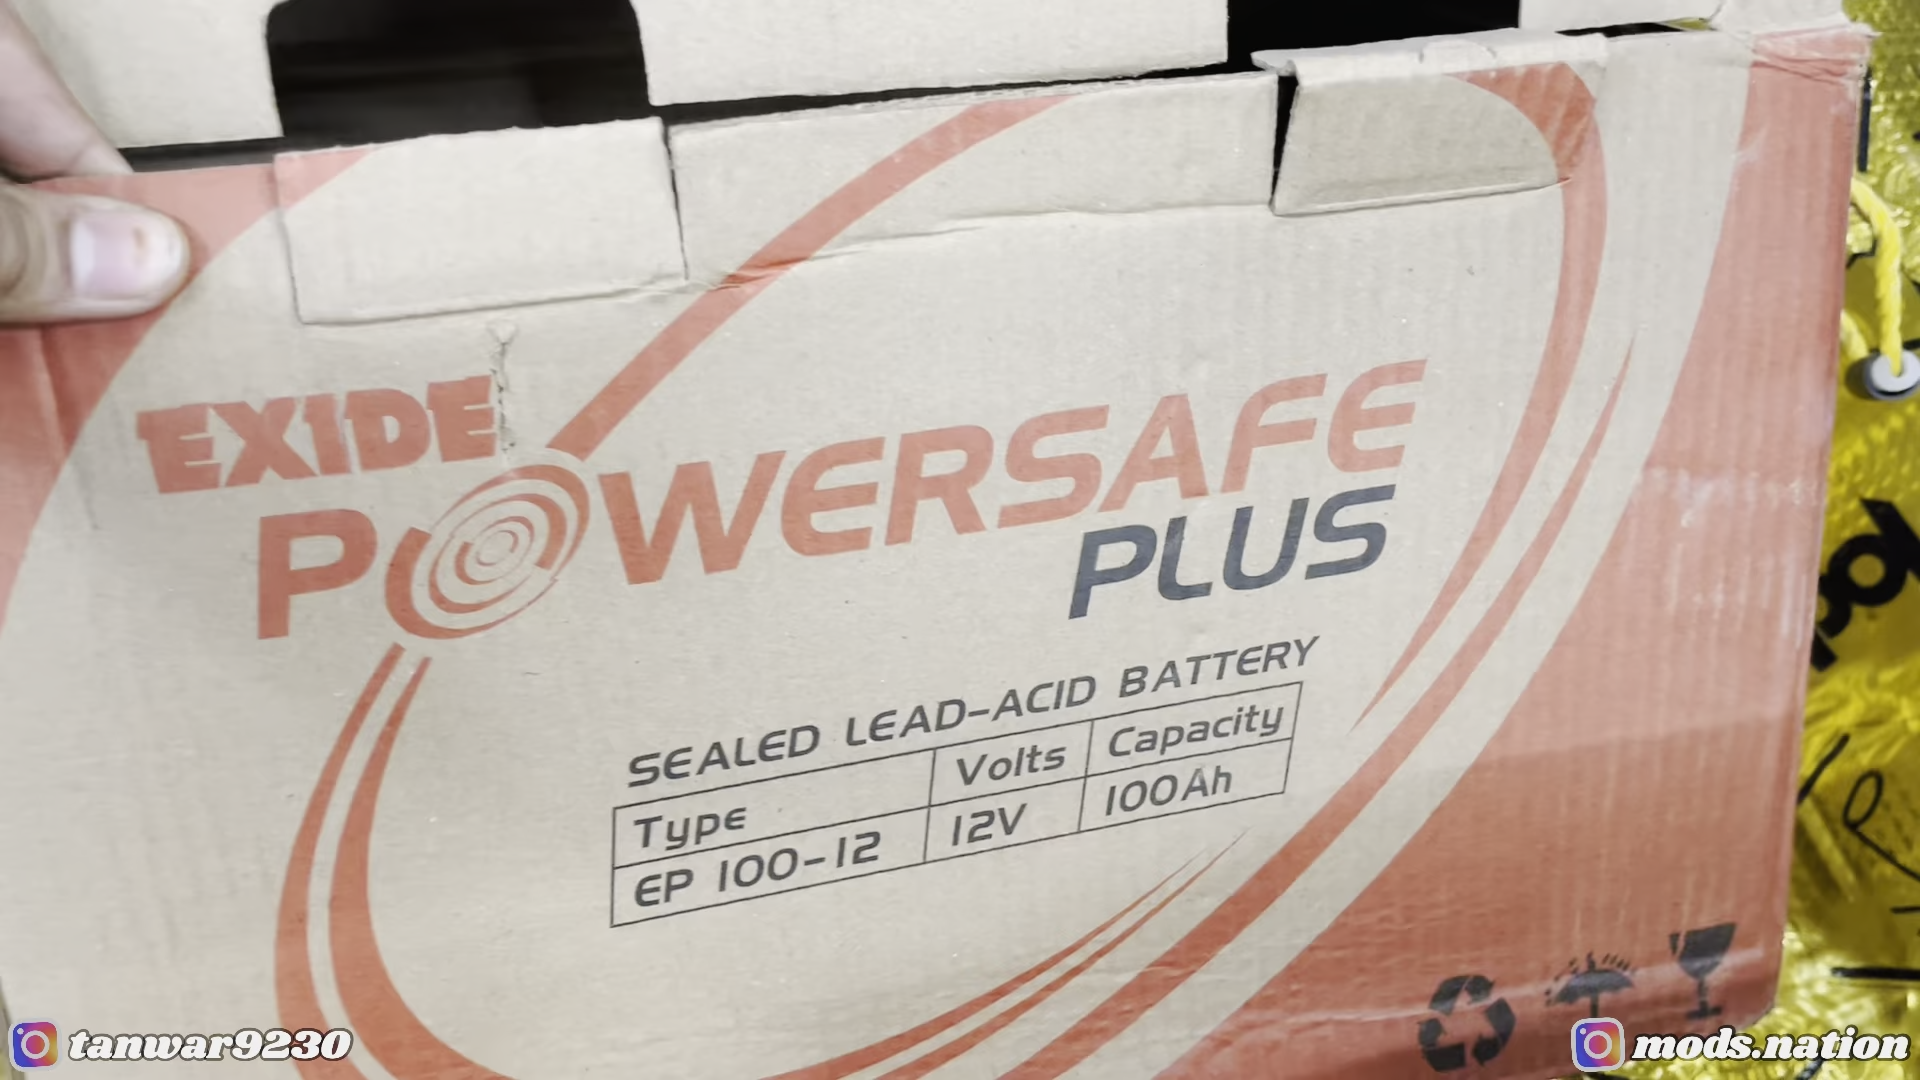 EXIDE
POWERSAFE
PLUS
SEALED LEAD-ACID BATTERY
Type Volts Capacity
EP 100-12 12V 100Ah
tanwar9230
mods.nation